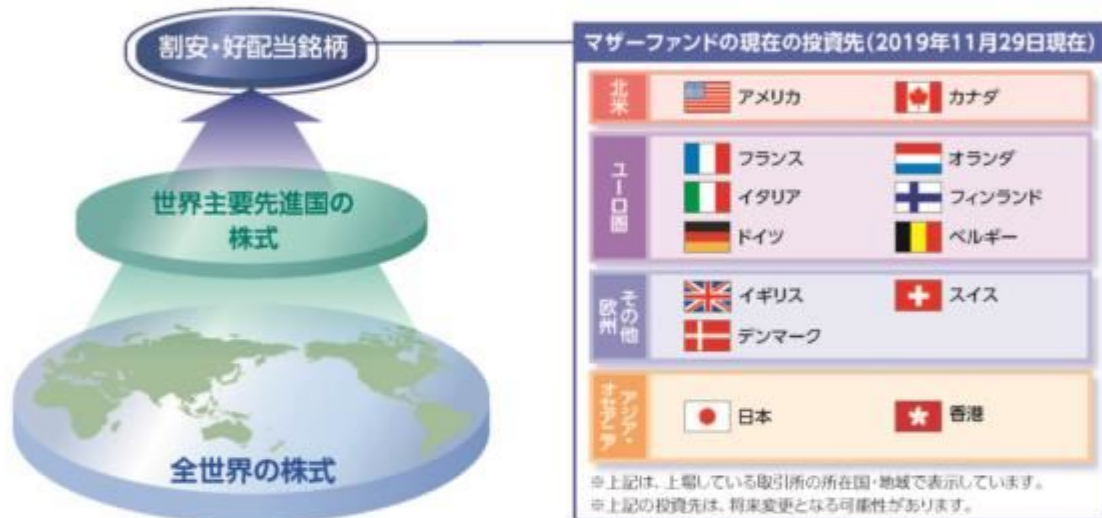 割安・好配当銘柄
世界主要先進国の
株式
全世界の株式
マザーファンドの現在の投資先(2019年11月29日現在)
北米
アメリカ
カナダ
ユーロ圏
フランス
オランダ
イタリア
フィンランド
ドイツ
ベルギー
その他
欧州
イギリス
スイス
デンマーク
アジア・
オセアニア
日本
香港
※上記は、上場している取引所の所在国・地域で表示しています。
※上記の投資先は、将来変更となる可能性があります。